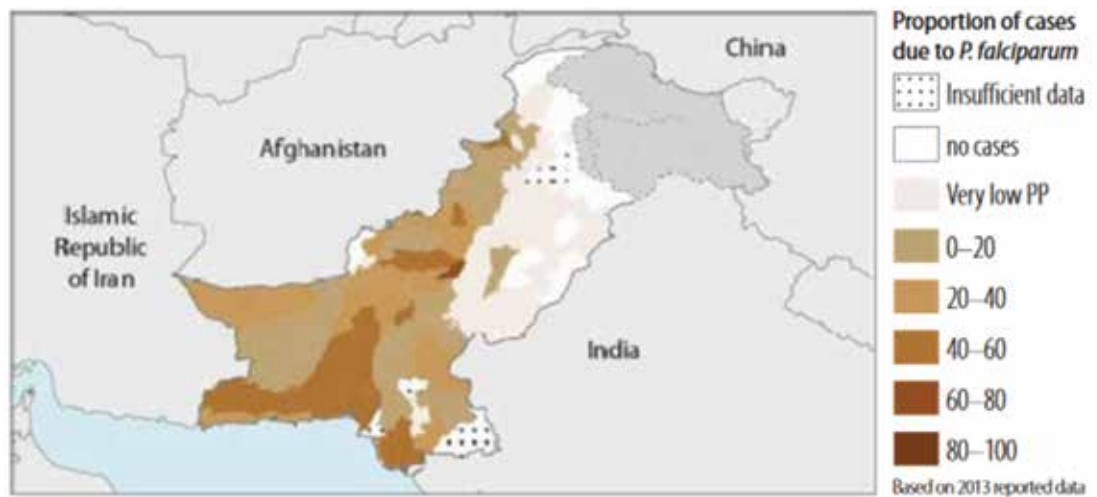 China
Afghanistan
Islamic
Republic
of Iran
India
Proportion of cases
due to P. falciparum
Insufficient data
no cases
Very low PP
0–20
20–40
40–60
60–80
80–100
Based on 2013 reported data